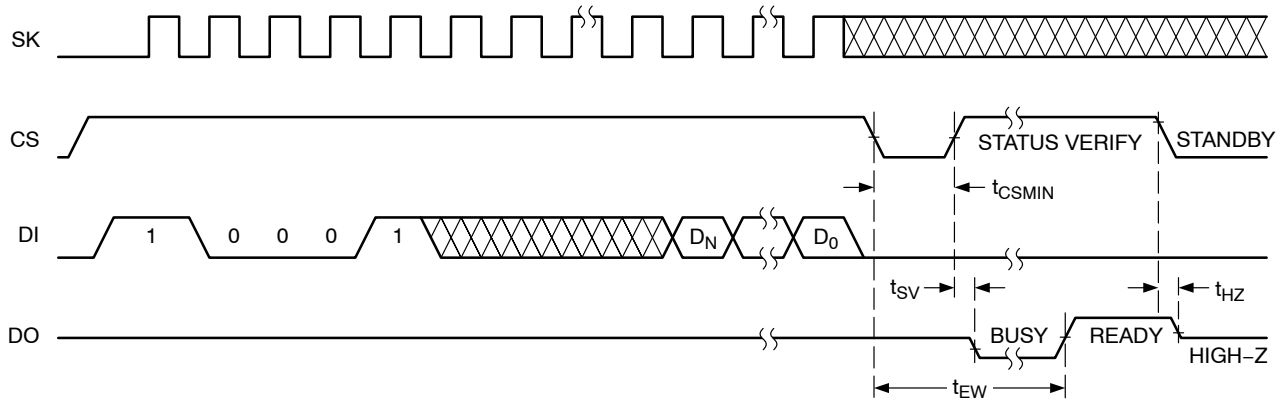 SK
CS
STATUS VERIFY
STANDBY
tCSMIN
DI
1 0 0 0 1 DN D0
tSV
tHZ
DO
BUSY
READY
HIGH–Z
tEW